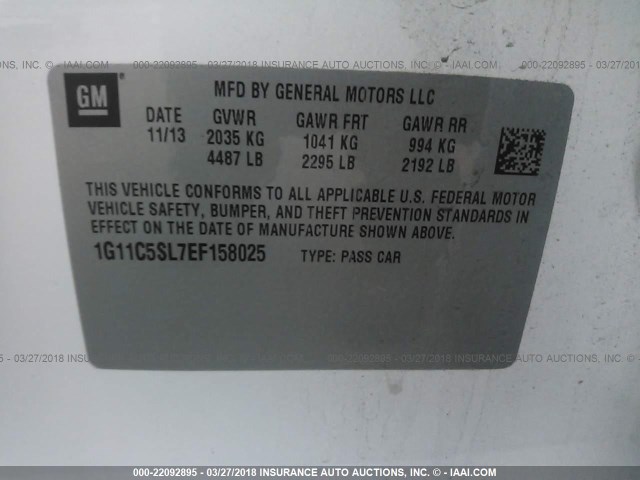 000-22092895 - 03/27/2018 INSURANCE AUTO AUCTIONS, INC. - © IAAI.COM
GM
MFD BY GENERAL MOTORS LLC
DATE GVWR GAWR FRT GAWR RR
11/13 2035 KG 1041 KG 994 KG
4487 LB 2295 LB 2192 LB
THIS VEHICLE CONFORMS TO ALL APPLICABLE U.S. FEDERAL MOTOR
VEHICLE SAFETY, BUMPER, AND THEFT PREVENTION STANDARDS IN
EFFECT ON THE DATE OF MANUFACTURE SHOWN ABOVE.
1G11C5SL7EF158025 TYPE: PASS CAR
000-22092895 - 03/27/2018 INSURANCE AUTO AUCTIONS, INC. - © IAAI.COM